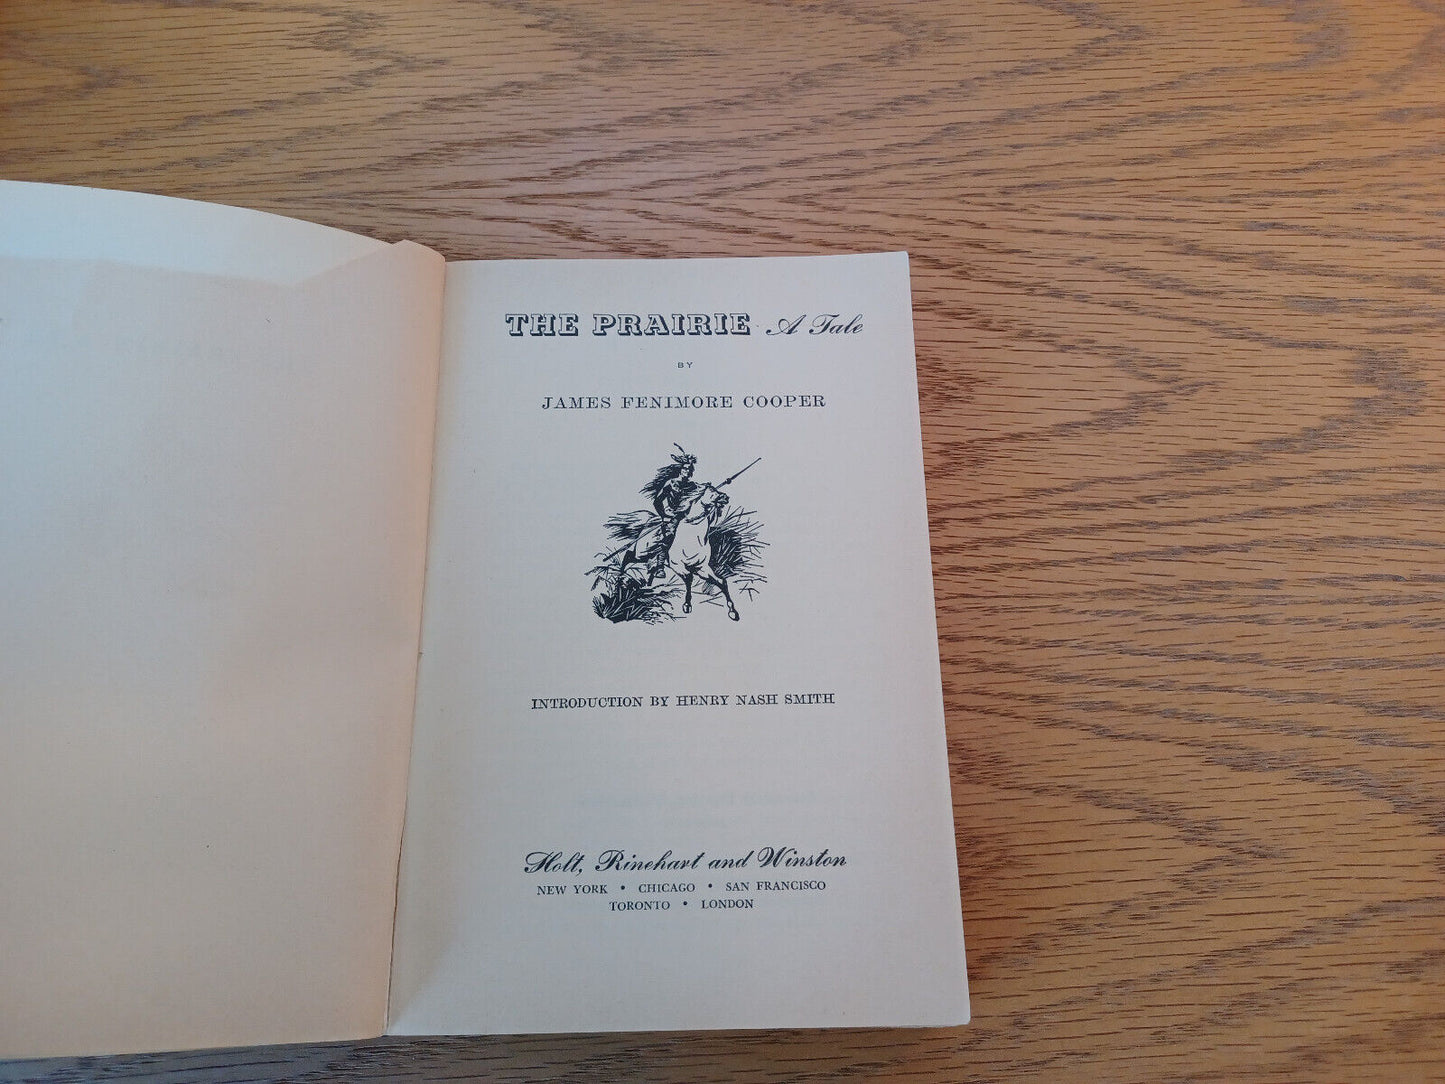 THE PRAIRIE A Tale
BY
JAMES FENIMORE COOPER
INTRODUCTION BY HENRY NASH SMITH
Holt, Rinehart and Winston
NEW YORK • CHICAGO • SAN FRANCISCO
TORONTO • LONDON